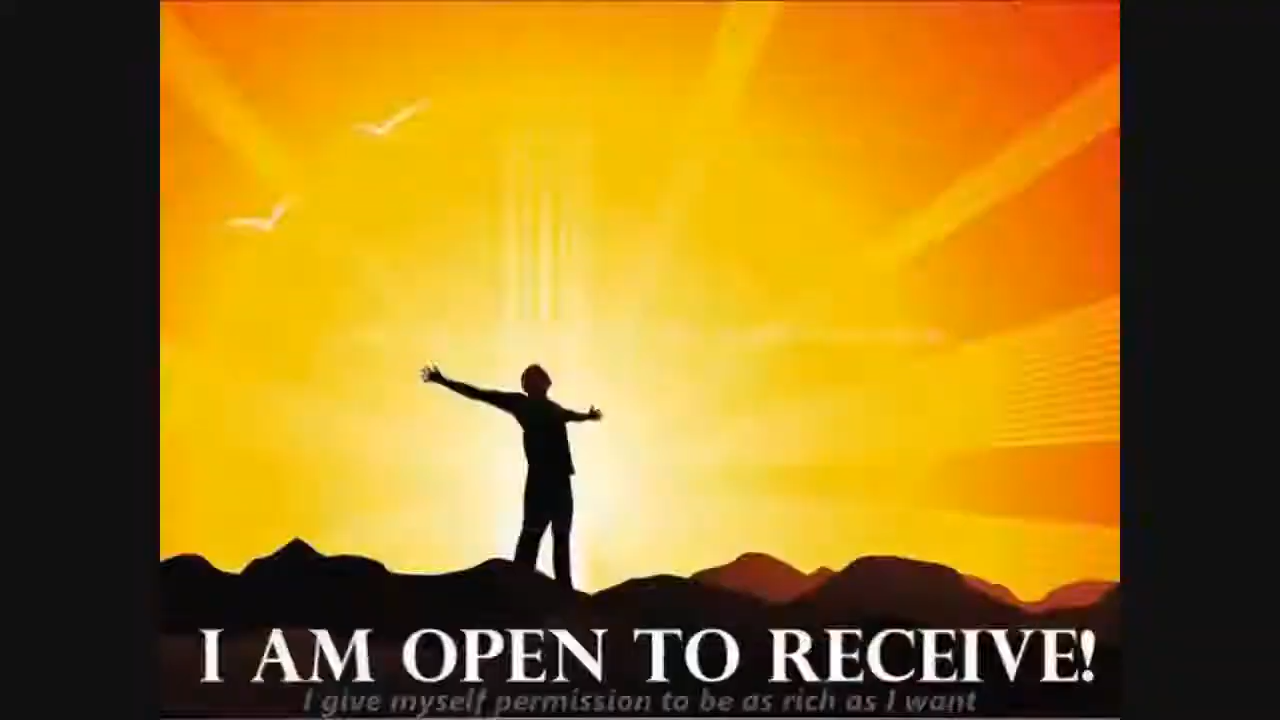 I AM OPEN TO RECEIVE!
I give myself permission to be as rich as I want